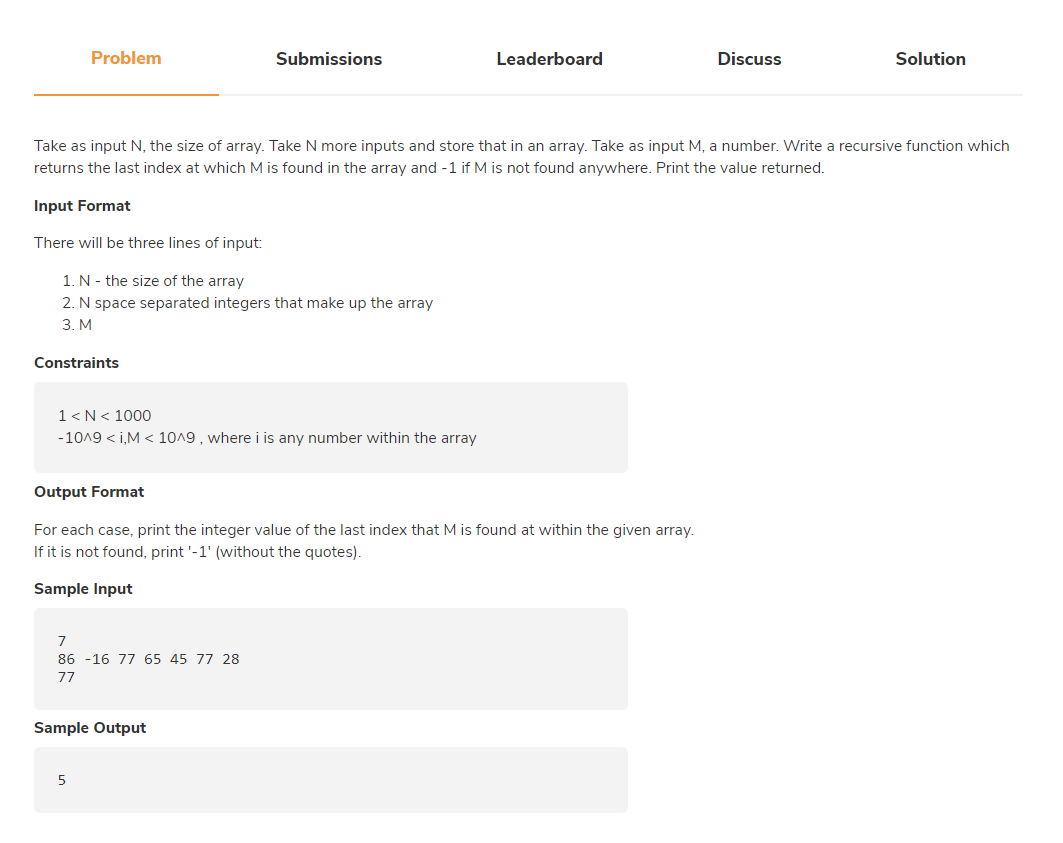 Problem Submissions Leaderboard Discuss Solution
Take as input N, the size of array. Take N more inputs and store that in an array. Take as input M, a number. Write a recursive function which
returns the last index at which M is found in the array and -1 if M is not found anywhere. Print the value returned.
Input Format
There will be three lines of input:
1. N - the size of the array
2. N space separated integers that make up the array
3. M
Constraints
1 < N < 1000
-10^9 < i,M < 10^9 , where i is any number within the array
Output Format
For each case, print the integer value of the last index that M is found at within the given array.
If it is not found, print '-1' (without the quotes).
Sample Input
7
86 -16 77 65 45 77 28
77
Sample Output
5